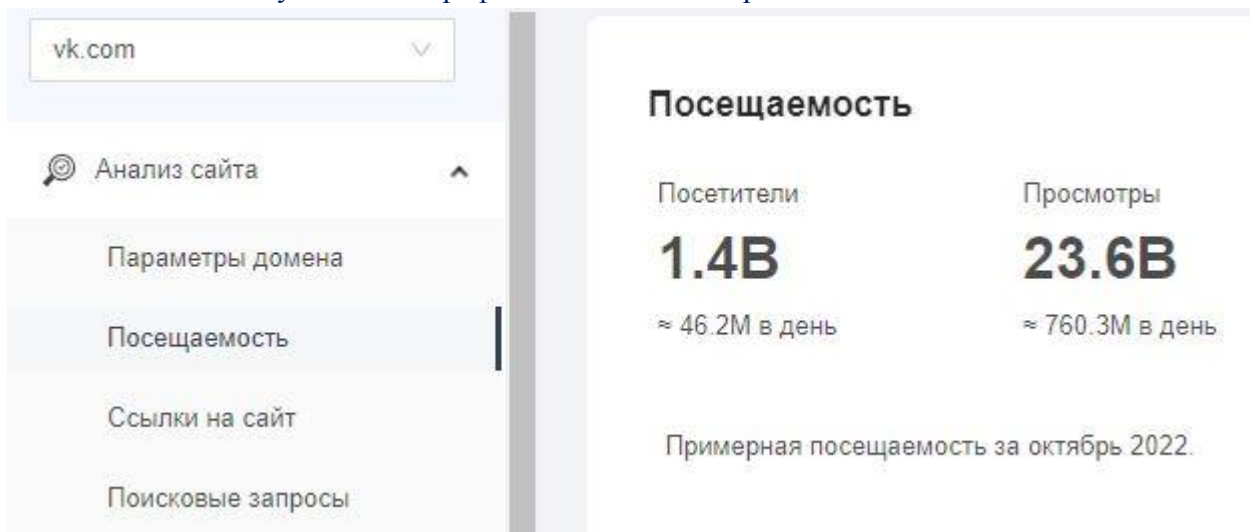 vk.com
Анализ сайта
Параметры домена
Посещаемость
Ссылки на сайт
Поисковые запросы
Посещаемость
Посетители
Просмотры
1.4B
23.6B
≈ 46.2M в день
≈ 760.3M в день
Примерная посещаемость за октябрь 2022.